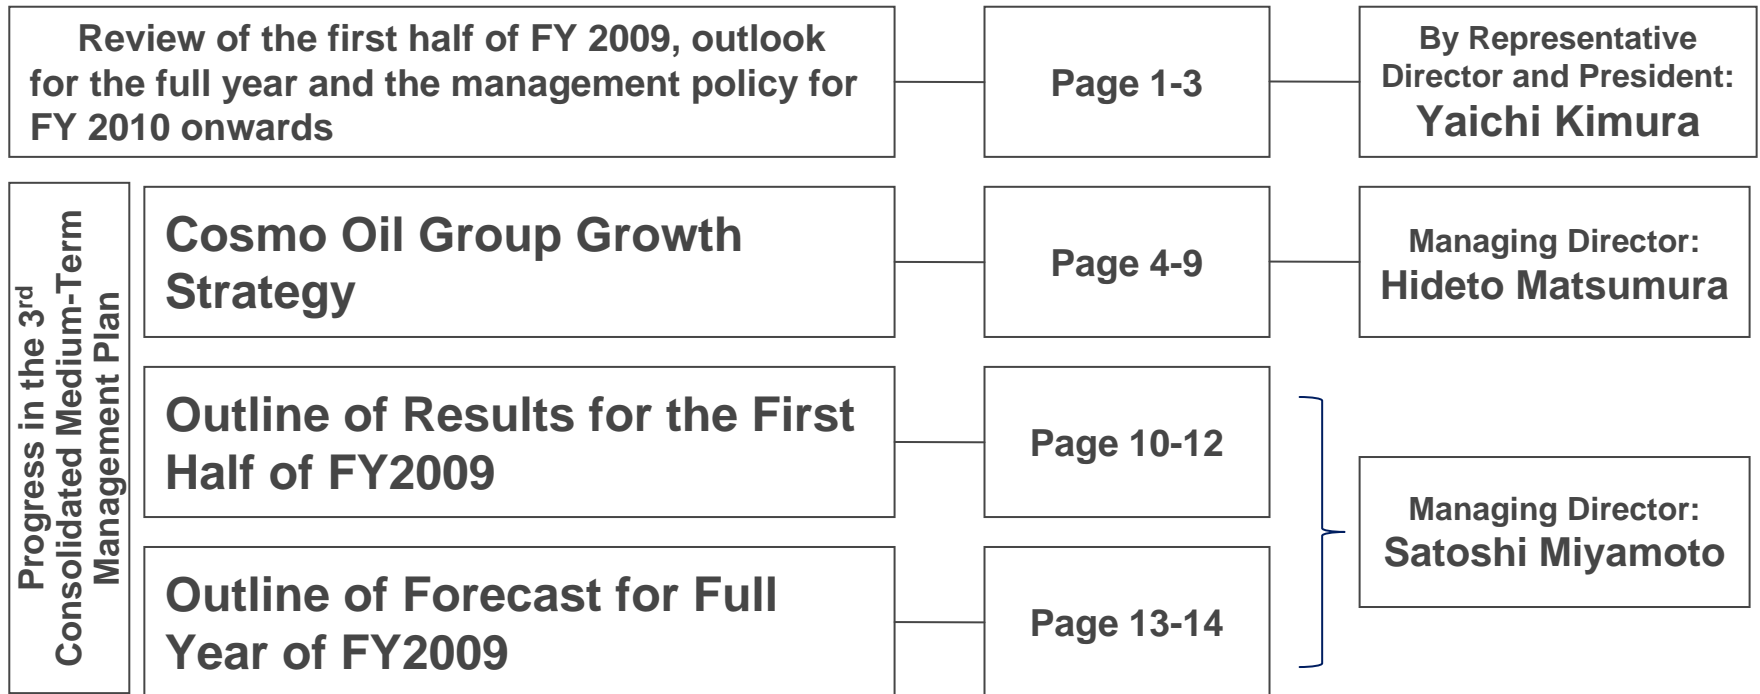 Review of the first half of FY 2009, outlook
for the full year and the management policy for
FY 2010 onwards
Page 1-3
By Representative
Director and President:
Yaichi Kimura
Progress in the 3rd
Consolidated Medium-Term
Management Plan
Cosmo Oil Group Growth
Strategy
Page 4-9
Managing Director:
Hideto Matsumura
Outline of Results for the First
Half of FY2009
Page 10-12
Outline of Forecast for Full
Year of FY2009
Page 13-14
Managing Director:
Satoshi Miyamoto